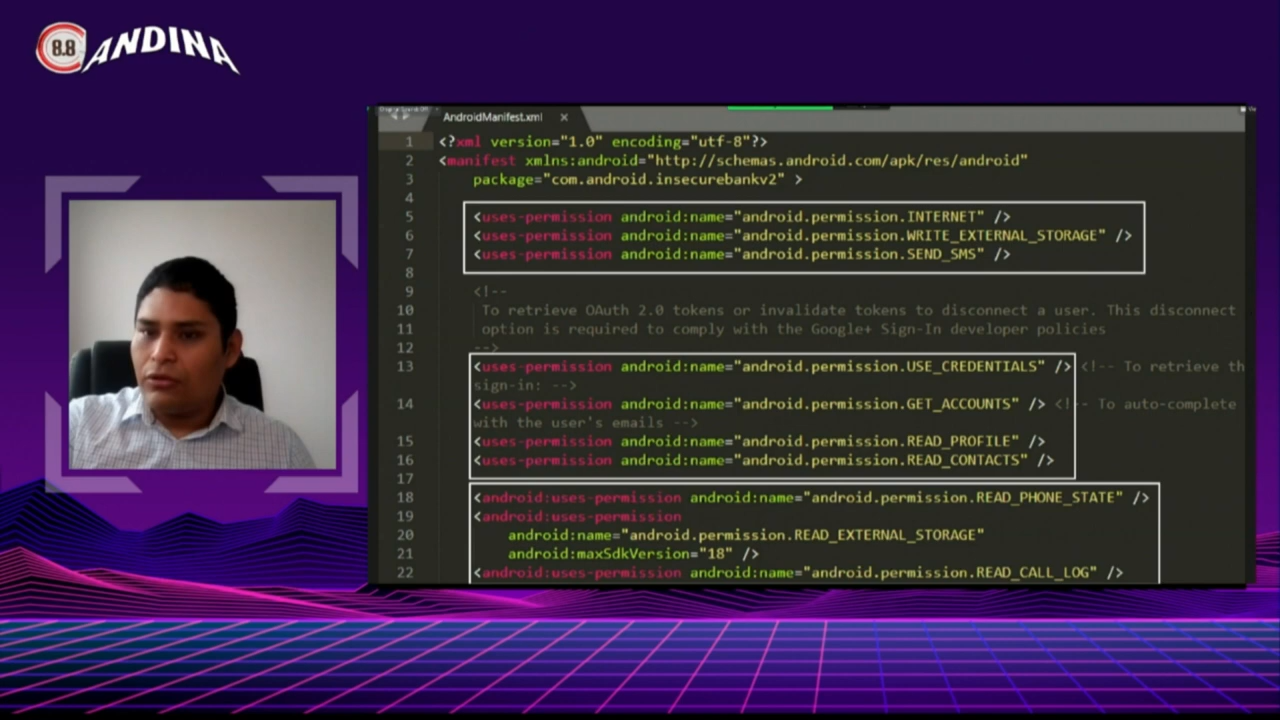 8.8
ANDINA
AndroidManifest.xml
1 <?xml version="1.0" encoding="utf-8"?>
2 <manifest xmlns:android="http://schemas.android.com/apk/res/android"
3 package="com.android.insecurebankv2" >
4
5 <uses-permission android:name="android.permission.INTERNET" />
6 <uses-permission android:name="android.permission.WRITE_EXTERNAL_STORAGE" />
7 <uses-permission android:name="android.permission.SEND_SMS" />
8
9 <!--
10 To retrieve OAuth 2.0 tokens or invalidate tokens to disconnect a user. This disconnect
11 option is required to comply with the Google+ Sign-In developer policies
12 -->
13 <uses-permission android:name="android.permission.USE_CREDENTIALS" /> <!-- To retrieve th
sign-in: -->
14 <uses-permission android:name="android.permission.GET_ACCOUNTS" /> <!-- To auto-complete
with the user's emails -->
15 <uses-permission android:name="android.permission.READ_PROFILE" />
16 <uses-permission android:name="android.permission.READ_CONTACTS" />
17
18 <android:uses-permission android:name="android.permission.READ_PHONE_STATE" />
19 <android:uses-permission
20 android:name="android.permission.READ_EXTERNAL_STORAGE"
21 android:maxSdkVersion="18" />
22 <android:uses-permission android:name="android.permission.READ_CALL_LOG" />